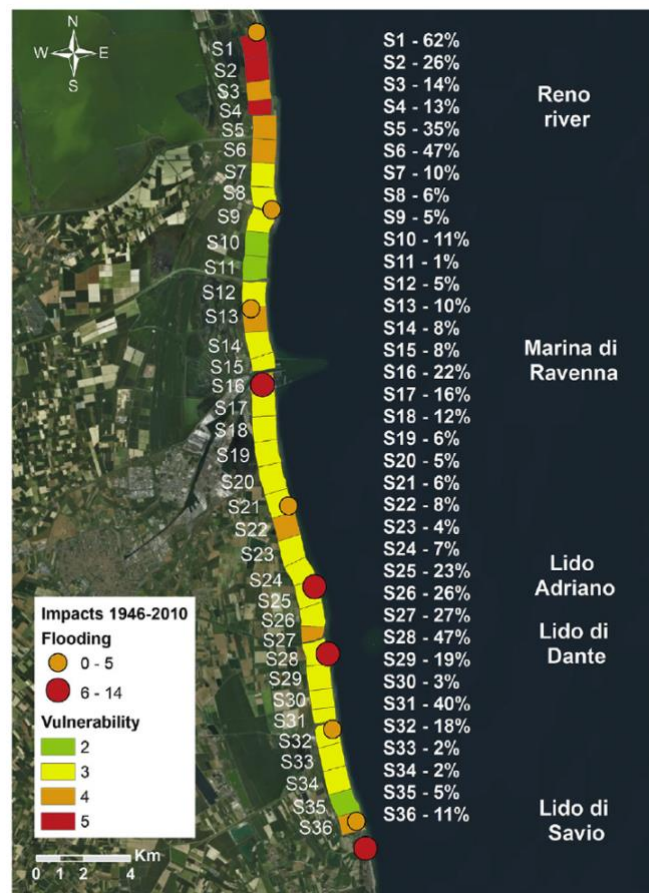 N
W E
S
S1
S2
S3
S4
S5
S6
S7
S8
S9
S10
S11
S12
S13
S14
S15
S16
S17
S18
S19
S20
S21
S22
S23
S24
S25
S26
S27
S28
S29
S30
S31
S32
S33
S34
S35
S36
S1 - 62%
S2 - 26%
S3 - 14%
S4 - 13%
S5 - 35%
S6 - 47%
S7 - 10%
S8 - 6%
S9 - 5%
S10 - 11%
S11 - 1%
S12 - 5%
S13 - 10%
S14 - 8%
S15 - 8%
S16 - 22%
S17 - 16%
S18 - 12%
S19 - 6%
S20 - 5%
S21 - 6%
S22 - 8%
S23 - 4%
S24 - 7%
S25 - 23%
S26 - 26%
S27 - 27%
S28 - 47%
S29 - 19%
S30 - 3%
S31 - 40%
S32 - 18%
S33 - 2%
S34 - 2%
S35 - 5%
S36 - 11%
Reno
river
Marina di
Ravenna
Lido
Adriano
Lido di
Dante
Lido di
Savio
Impacts 1946-2010
Flooding
0 - 5
6 - 14
Vulnerability
2
3
4
5
Km
0 2 4